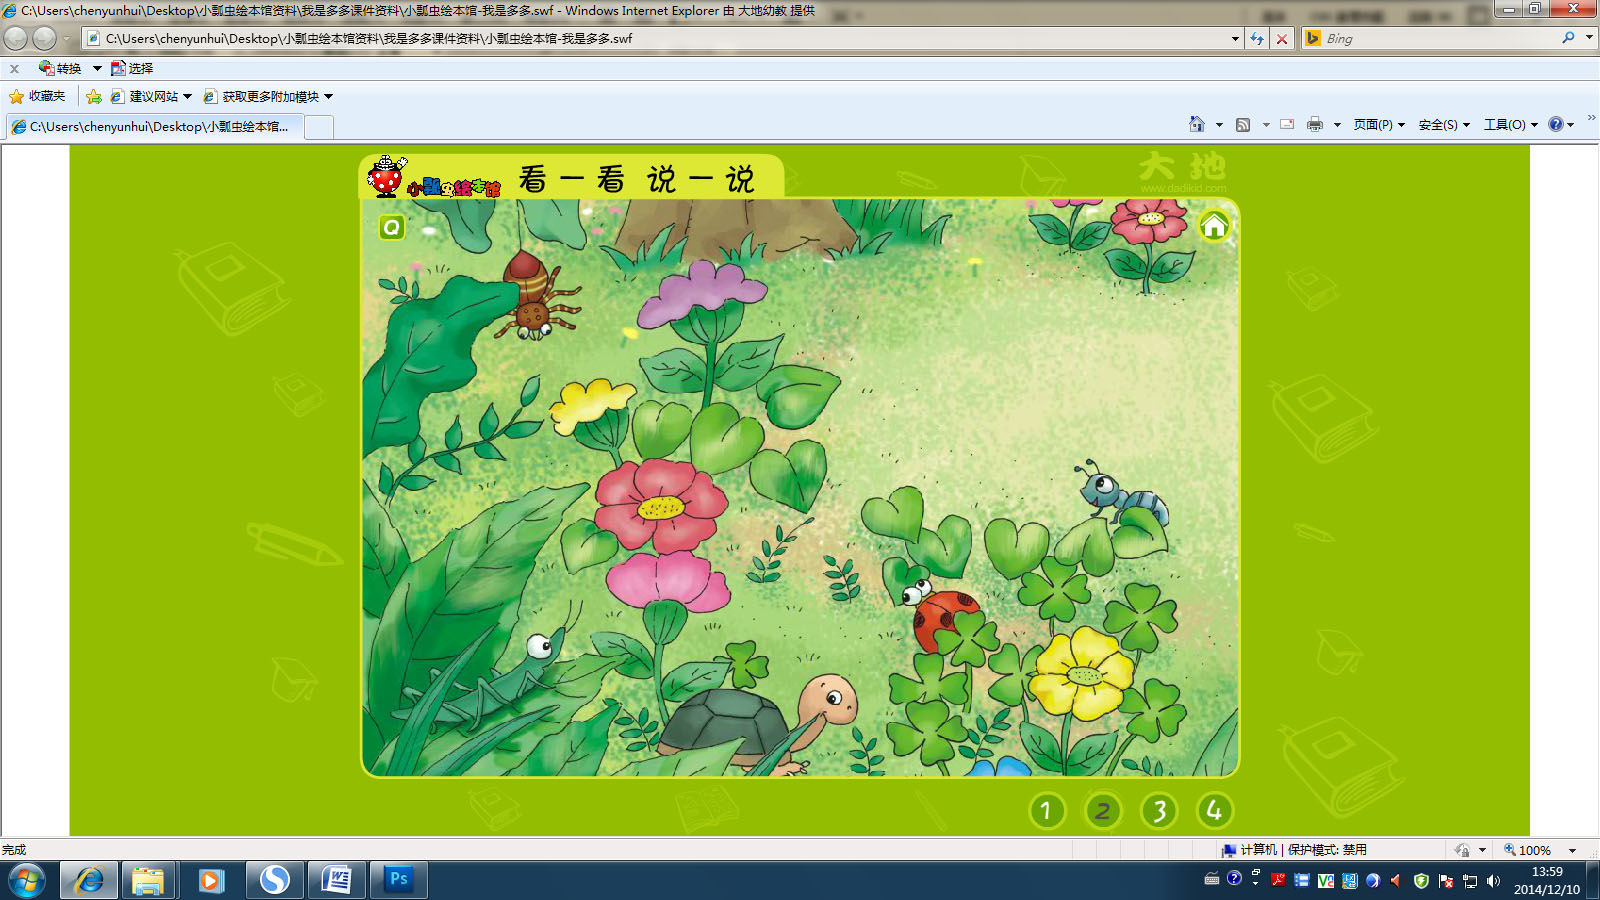 C:\Users\chenyunhui\Desktop\小瓢虫绘本馆资料\我是多多课件资料\小瓢虫绘本馆-我是多多.swf - Windows Internet Explorer 由 大地幼教 提供
C:\Users\chenyunhui\Desktop\小瓢虫绘本馆资料\我是多多课件资料\小瓢虫绘本馆-我是多多.swf
Bing
x 转换 选择
收藏夹 建议网站 获取更多附加模块
C:\Users\chenyunhui\Desktop\小瓢虫绘本馆...
页面(P) 安全(S) 工具(O)
小瓢虫绘本馆 看一看 说一说
大地
www.dadikid.com
Q
1 2 3 4
完成
计算机 | 保护模式: 禁用
100%
Ps
13:59
2014/12/10